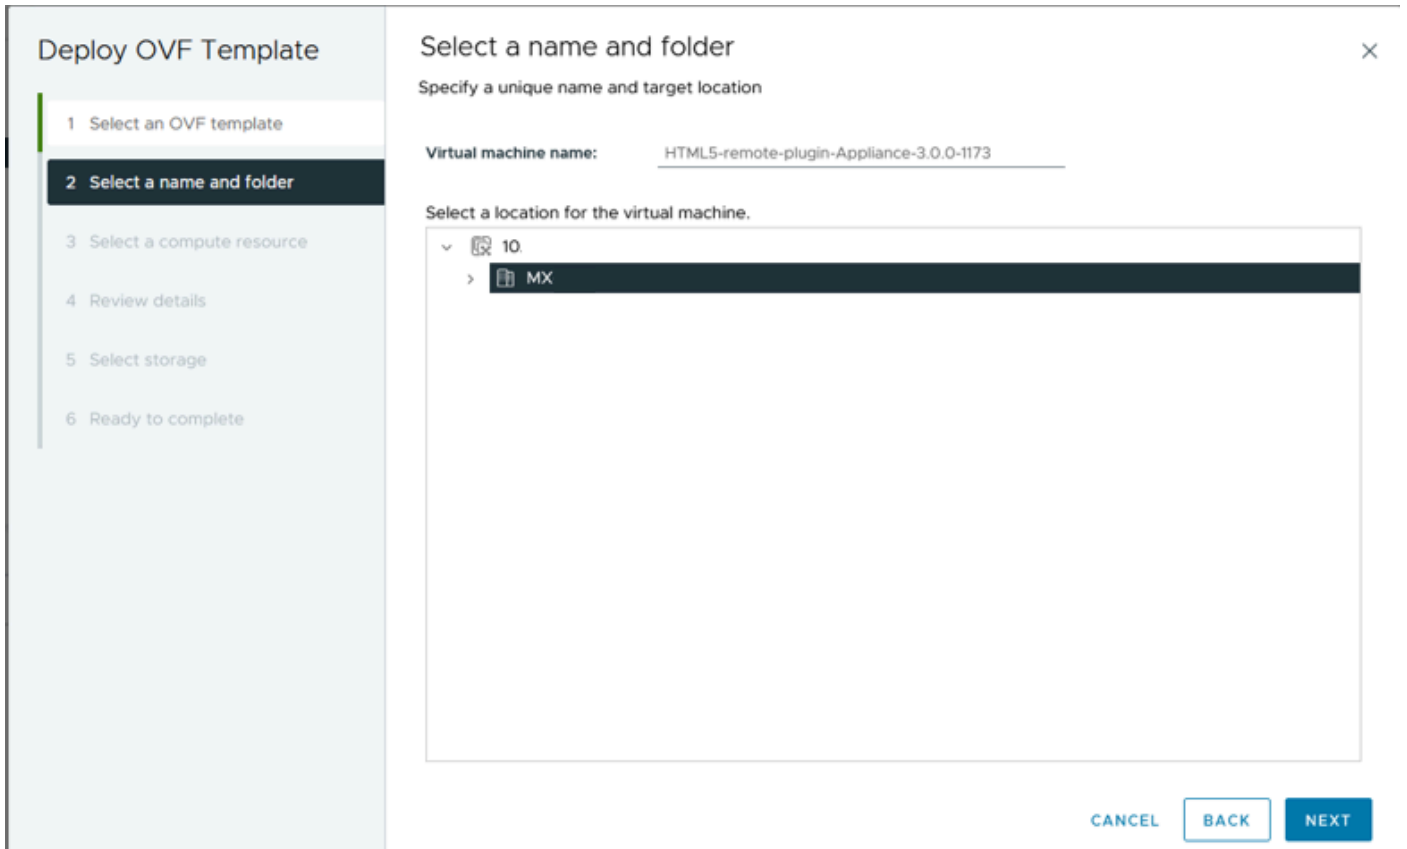 Deploy OVF Template
1 Select an OVF template
2 Select a name and folder
3 Select a compute resource
4 Review details
5 Select storage
6 Ready to complete
Select a name and folder
Specify a unique name and target location
Virtual machine name: HTML5-remote-plugin-Appliance-3.0.0-1173
Select a location for the virtual machine.
10.
MX
CANCEL BACK NEXT